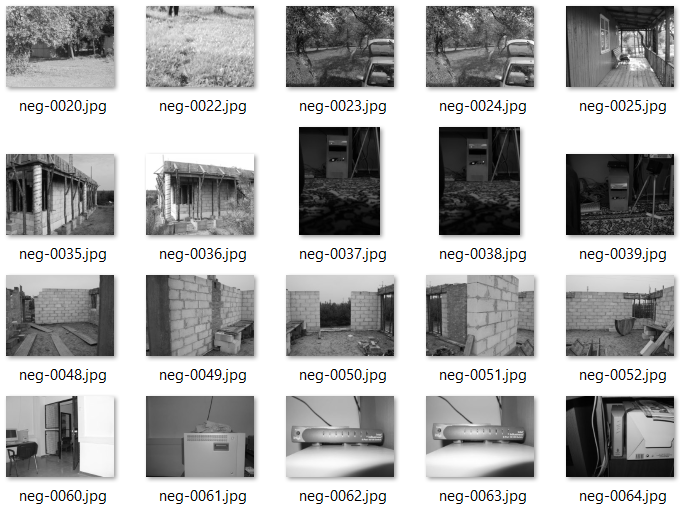 neg-0020.jpg neg-0022.jpg neg-0023.jpg neg-0024.jpg neg-0025.jpg
neg-0035.jpg neg-0036.jpg neg-0037.jpg neg-0038.jpg neg-0039.jpg
neg-0048.jpg neg-0049.jpg neg-0050.jpg neg-0051.jpg neg-0052.jpg
neg-0060.jpg neg-0061.jpg neg-0062.jpg neg-0063.jpg neg-0064.jpg